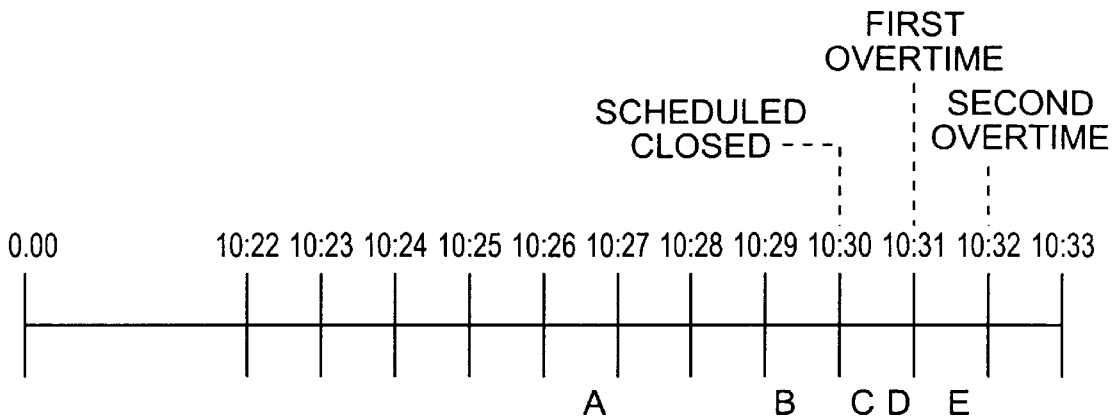 FIRST
OVERTIME
SCHEDULED
CLOSED
SECOND
OVERTIME
0.00 10:22 10:23 10:24 10:25 10:26 10:27 10:28 10:29 10:30 10:31 10:32 10:33
A B C D E